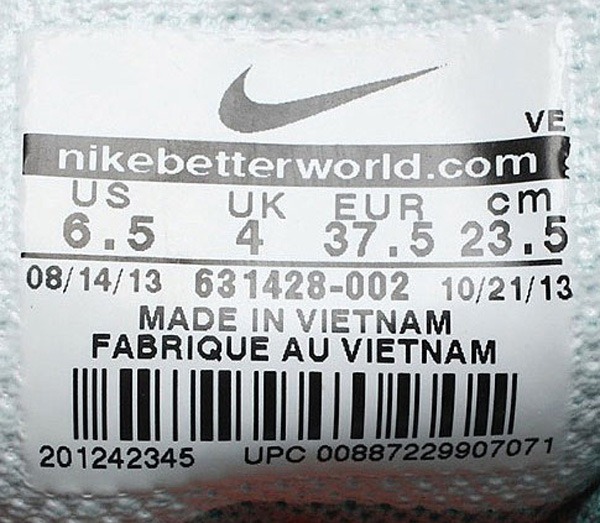 VE
nikebetterworld.com
US UK EUR cm
6.5 4 37.5 23.5
08/14/13 631428-002 10/21/13
MADE IN VIETNAM
FABRIQUE AU VIETNAM
201242345 UPC 00887229907071